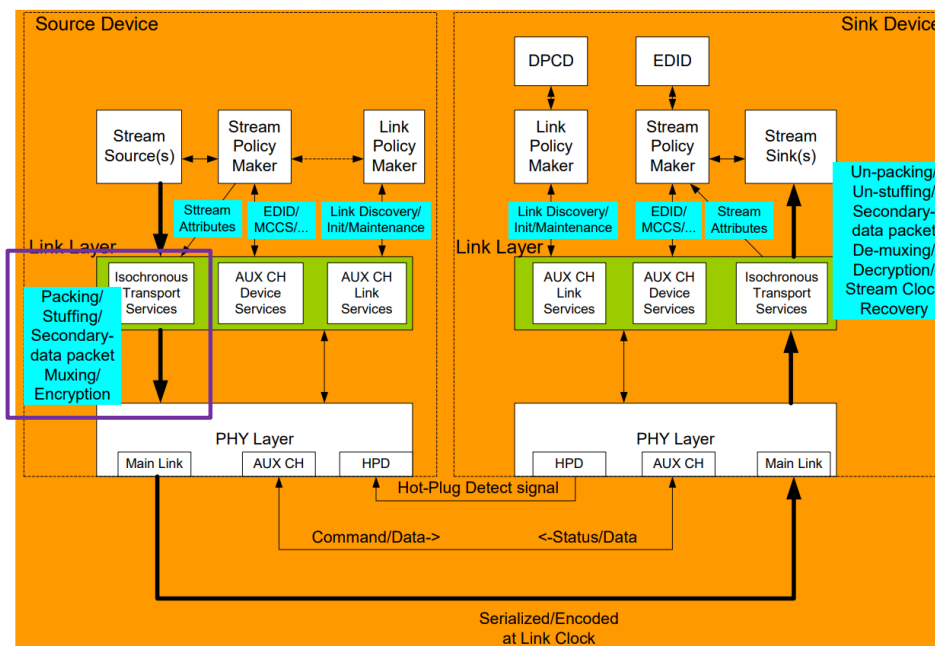 Source Device
Sink Device
DPCD
EDID
Stream
Source(s)
Stream
Policy
Maker
Link
Policy
Maker
Link
Policy
Maker
Stream
Policy
Maker
Stream
Sink(s)
Sttream
Attributes
EDID/
MCCS/...
Link Discovery/
Init/Maintenance
Link Discovery/
Init/Maintenance
EDID/
MCCS/...
Stream
Attributes
Un-packing/
Un-stuffing/
Secondary-
data packet
De-muxing/
Decryption/
Stream Clock
Recovery
Link Layer
Link Layer
Packing/
Stuffing/
Secondary-
data packet
Muxing/
Encryption
Isochronous
Transport
Services
AUX CH
Device
Services
AUX CH
Link
Services
AUX CH
Link
Services
AUX CH
Device
Services
Isochronous
Transport
Services
PHY Layer
Main Link
AUX CH
HPD
PHY Layer
HPD
AUX CH
Main Link
Hot-Plug Detect signal
Command/Data->
<-Status/Data
Serialized/Encoded
at Link Clock